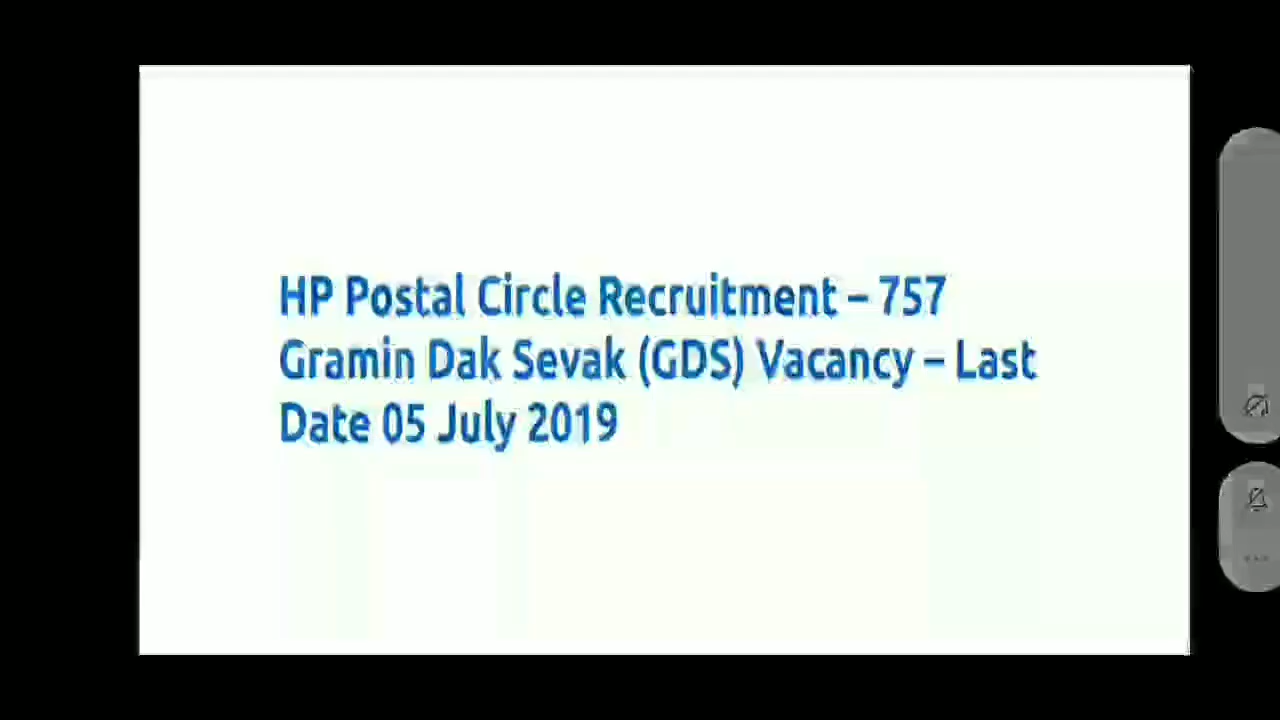 HP Postal Circle Recruitment – 757
Gramin Dak Sevak (GDS) Vacancy – Last
Date 05 July 2019